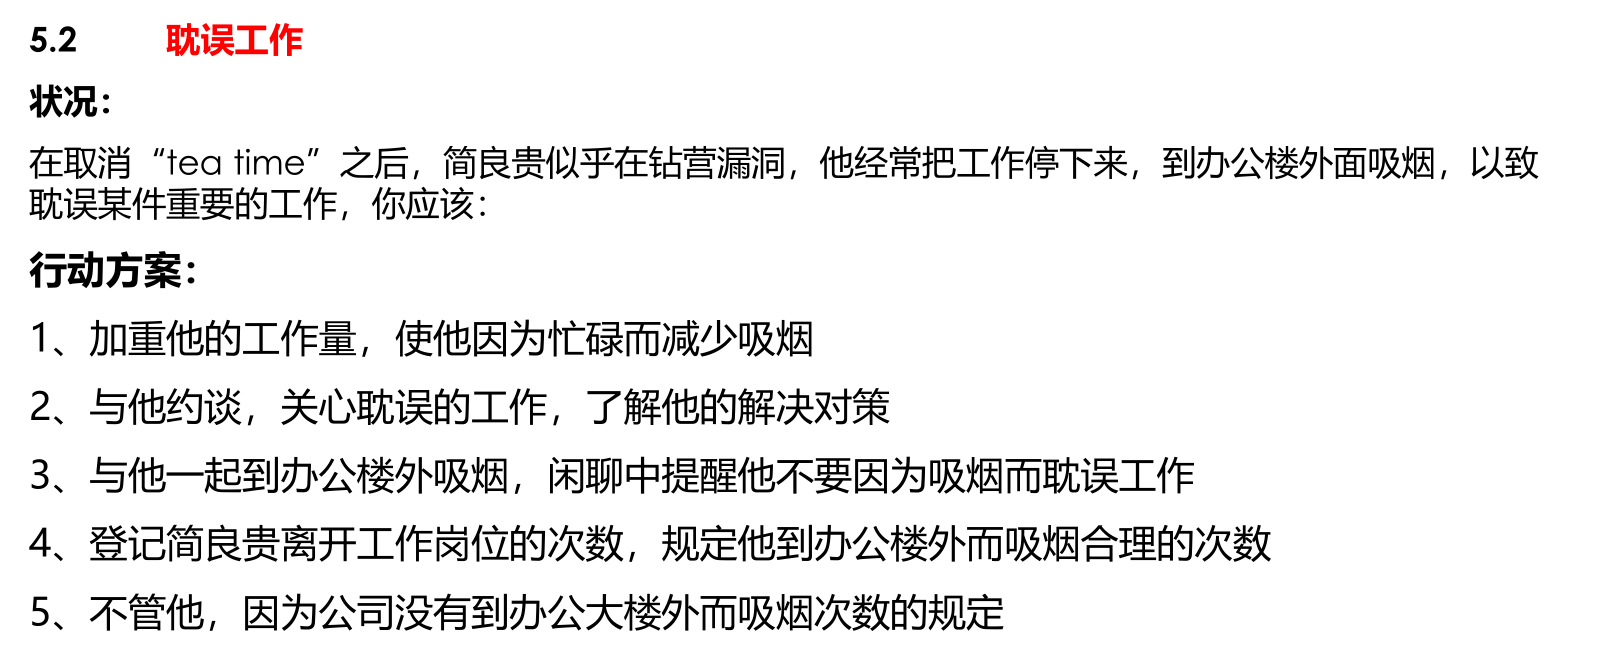 5.2 耽误工作
状况：
在取消“tea time”之后，简良贵似乎在钻营漏洞，他经常把工作停下来，到办公楼外面吸烟，以致
耽误某件重要的工作，你应该：
行动方案：
1、加重他的工作量，使他因为忙碌而减少吸烟
2、与他约谈，关心耽误的工作，了解他的解决对策
3、与他一起到办公楼外吸烟，闲聊中提醒他不要因为吸烟而耽误工作
4、登记简良贵离开工作岗位的次数，规定他到办公楼外而吸烟合理的次数
5、不管他，因为公司没有到办公大楼外而吸烟次数的规定